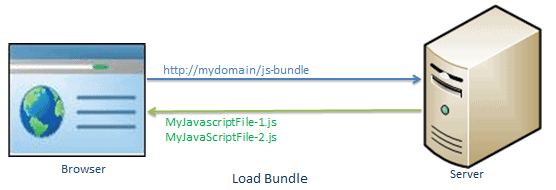 http://mydomain/js-bundle
MyJavascriptFile-1.js
MyJavaScriptFile-2.js
Browser
Load Bundle
Server